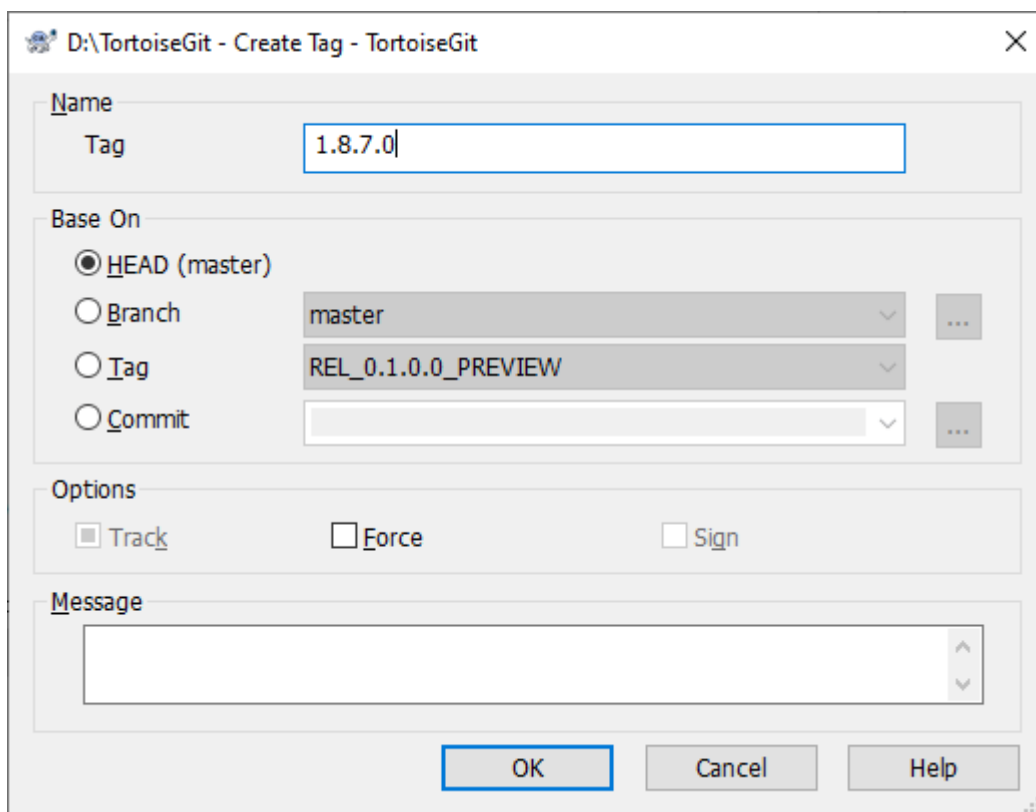 D:\TortoiseGit - Create Tag - TortoiseGit
Name
Tag 1.8.7.0
Base On
HEAD (master)
Branch master ...
Tag REL_0.1.0.0_PREVIEW
Commit ...
Options
Track Force Sign
Message
OK Cancel Help